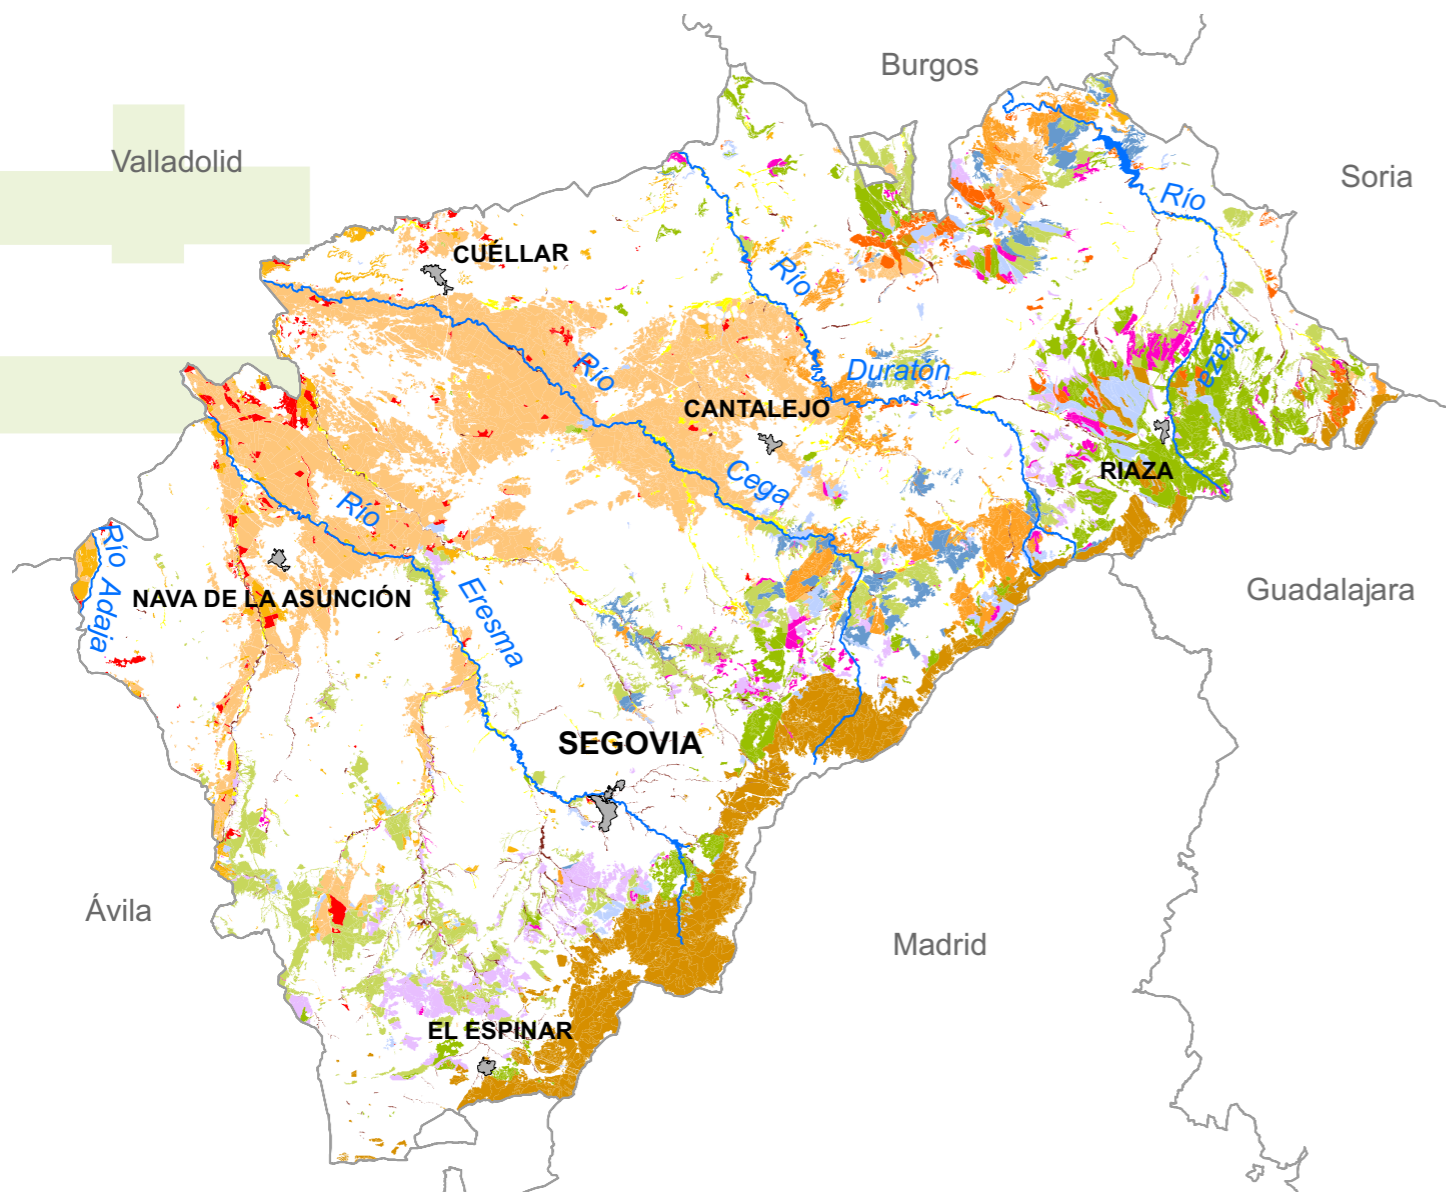 Burgos
Valladolid
Soria
Río
CUÉLLAR
Río
Río
Duratón
Riaza
CANTALEJO
RIAZA
Cega
Río
Río Adaja
NAVA DE LA ASUNCIÓN
Eresma
Guadalajara
SEGOVIA
Ávila
Madrid
EL ESPINAR